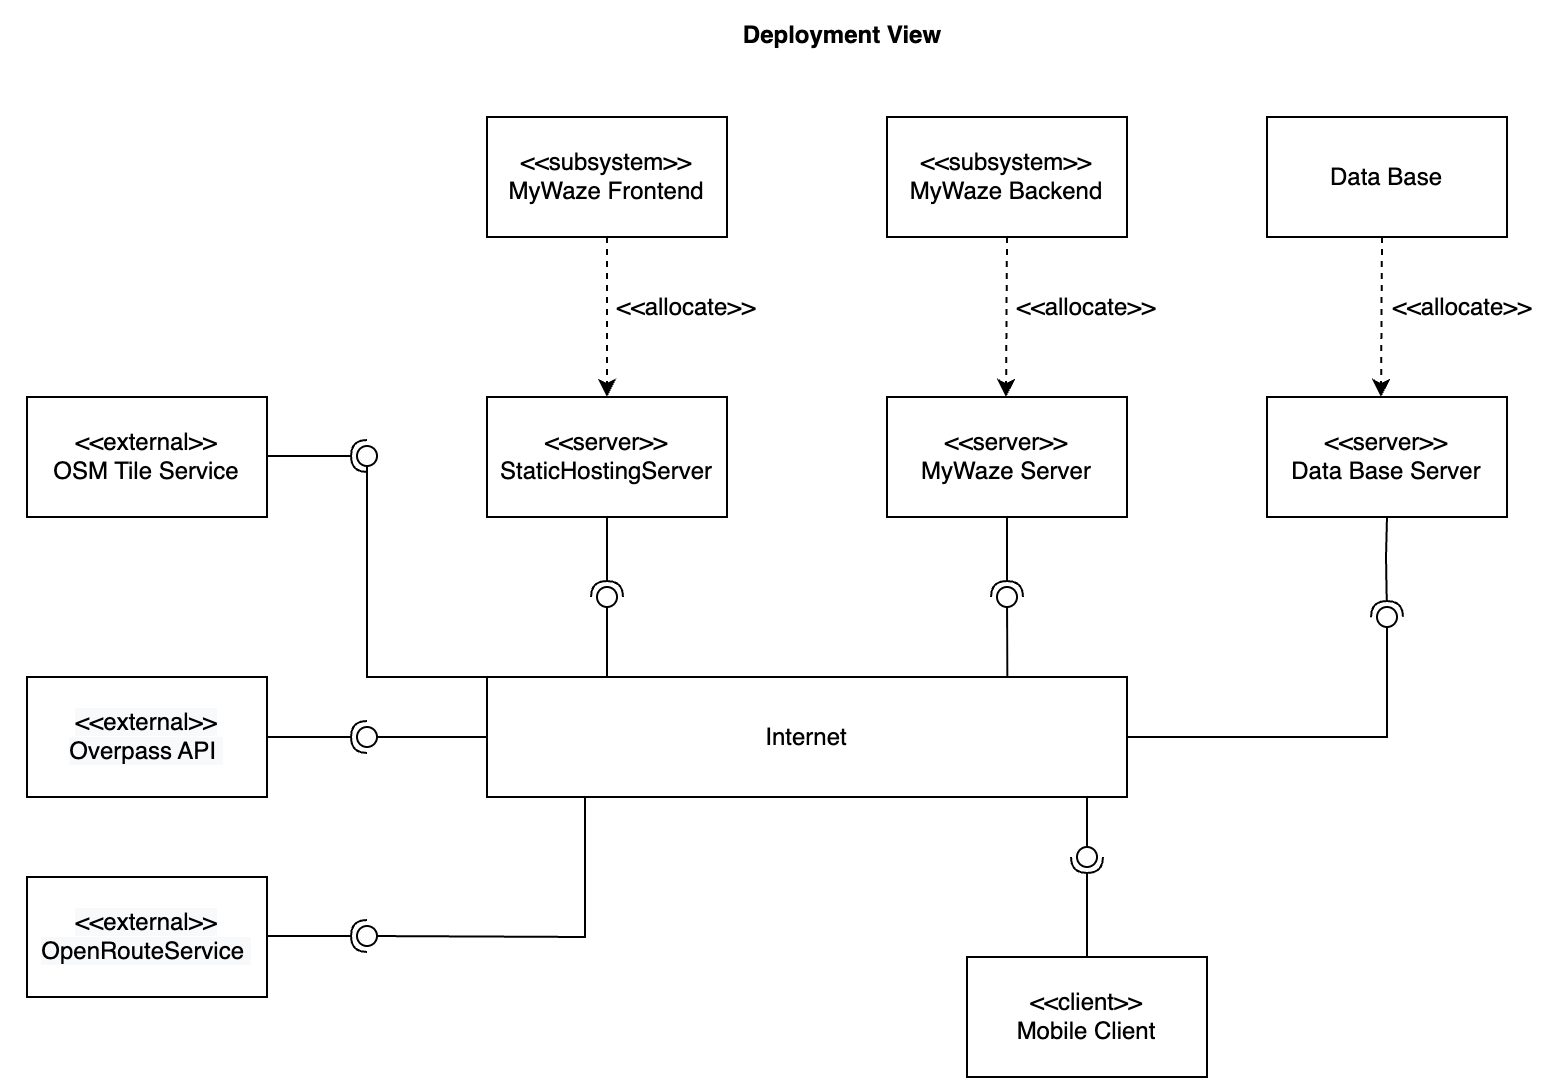 Deployment View
<<subsystem>>
MyWaze Frontend
<<subsystem>>
MyWaze Backend
Data Base
<<allocate>>
<<allocate>>
<<allocate>>
<<external>>
OSM Tile Service
<<server>>
StaticHostingServer
<<server>>
MyWaze Server
<<server>>
Data Base Server
<<external>>
Overpass API
Internet
<<external>>
OpenRouteService
<<client>>
Mobile Client